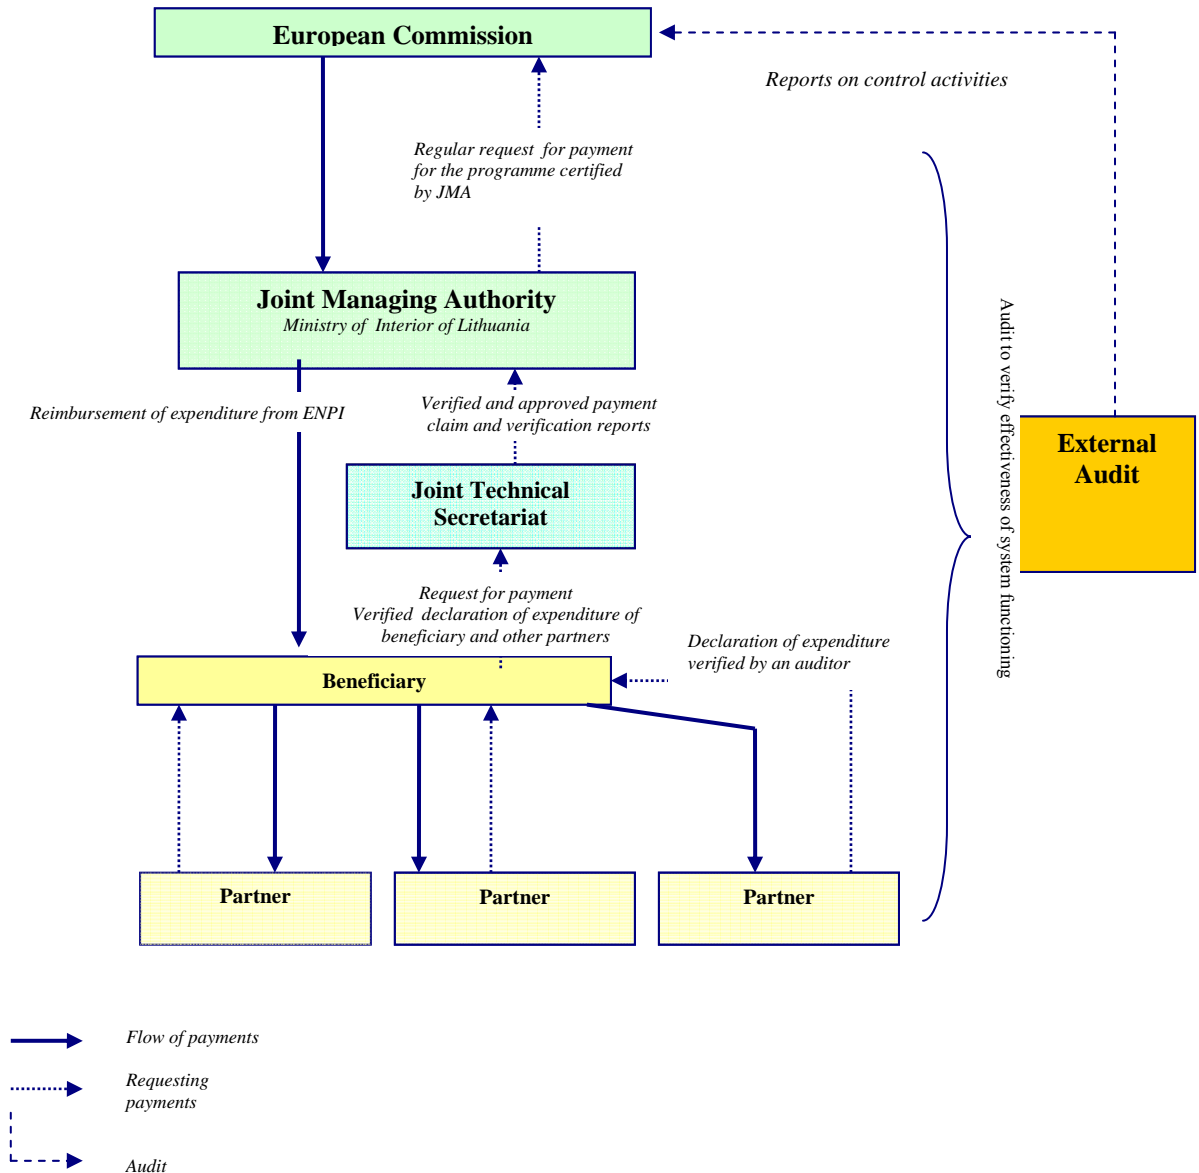 European Commission
Reports on control activities
Regular request for payment
for the programme certified
by JMA
Joint Managing Authority
Ministry of Interior of Lithuania
Reimbursement of expenditure from ENPI
Verified and approved payment
claim and verification reports
Audit to verify effectiveness of system functioning
External
Audit
Joint Technical
Secretariat
Request for payment
Verified declaration of expenditure of
beneficiary and other partners
Declaration of expenditure
verified by an auditor
Beneficiary
Partner
Partner
Partner
Flow of payments
Requesting
payments
Audit